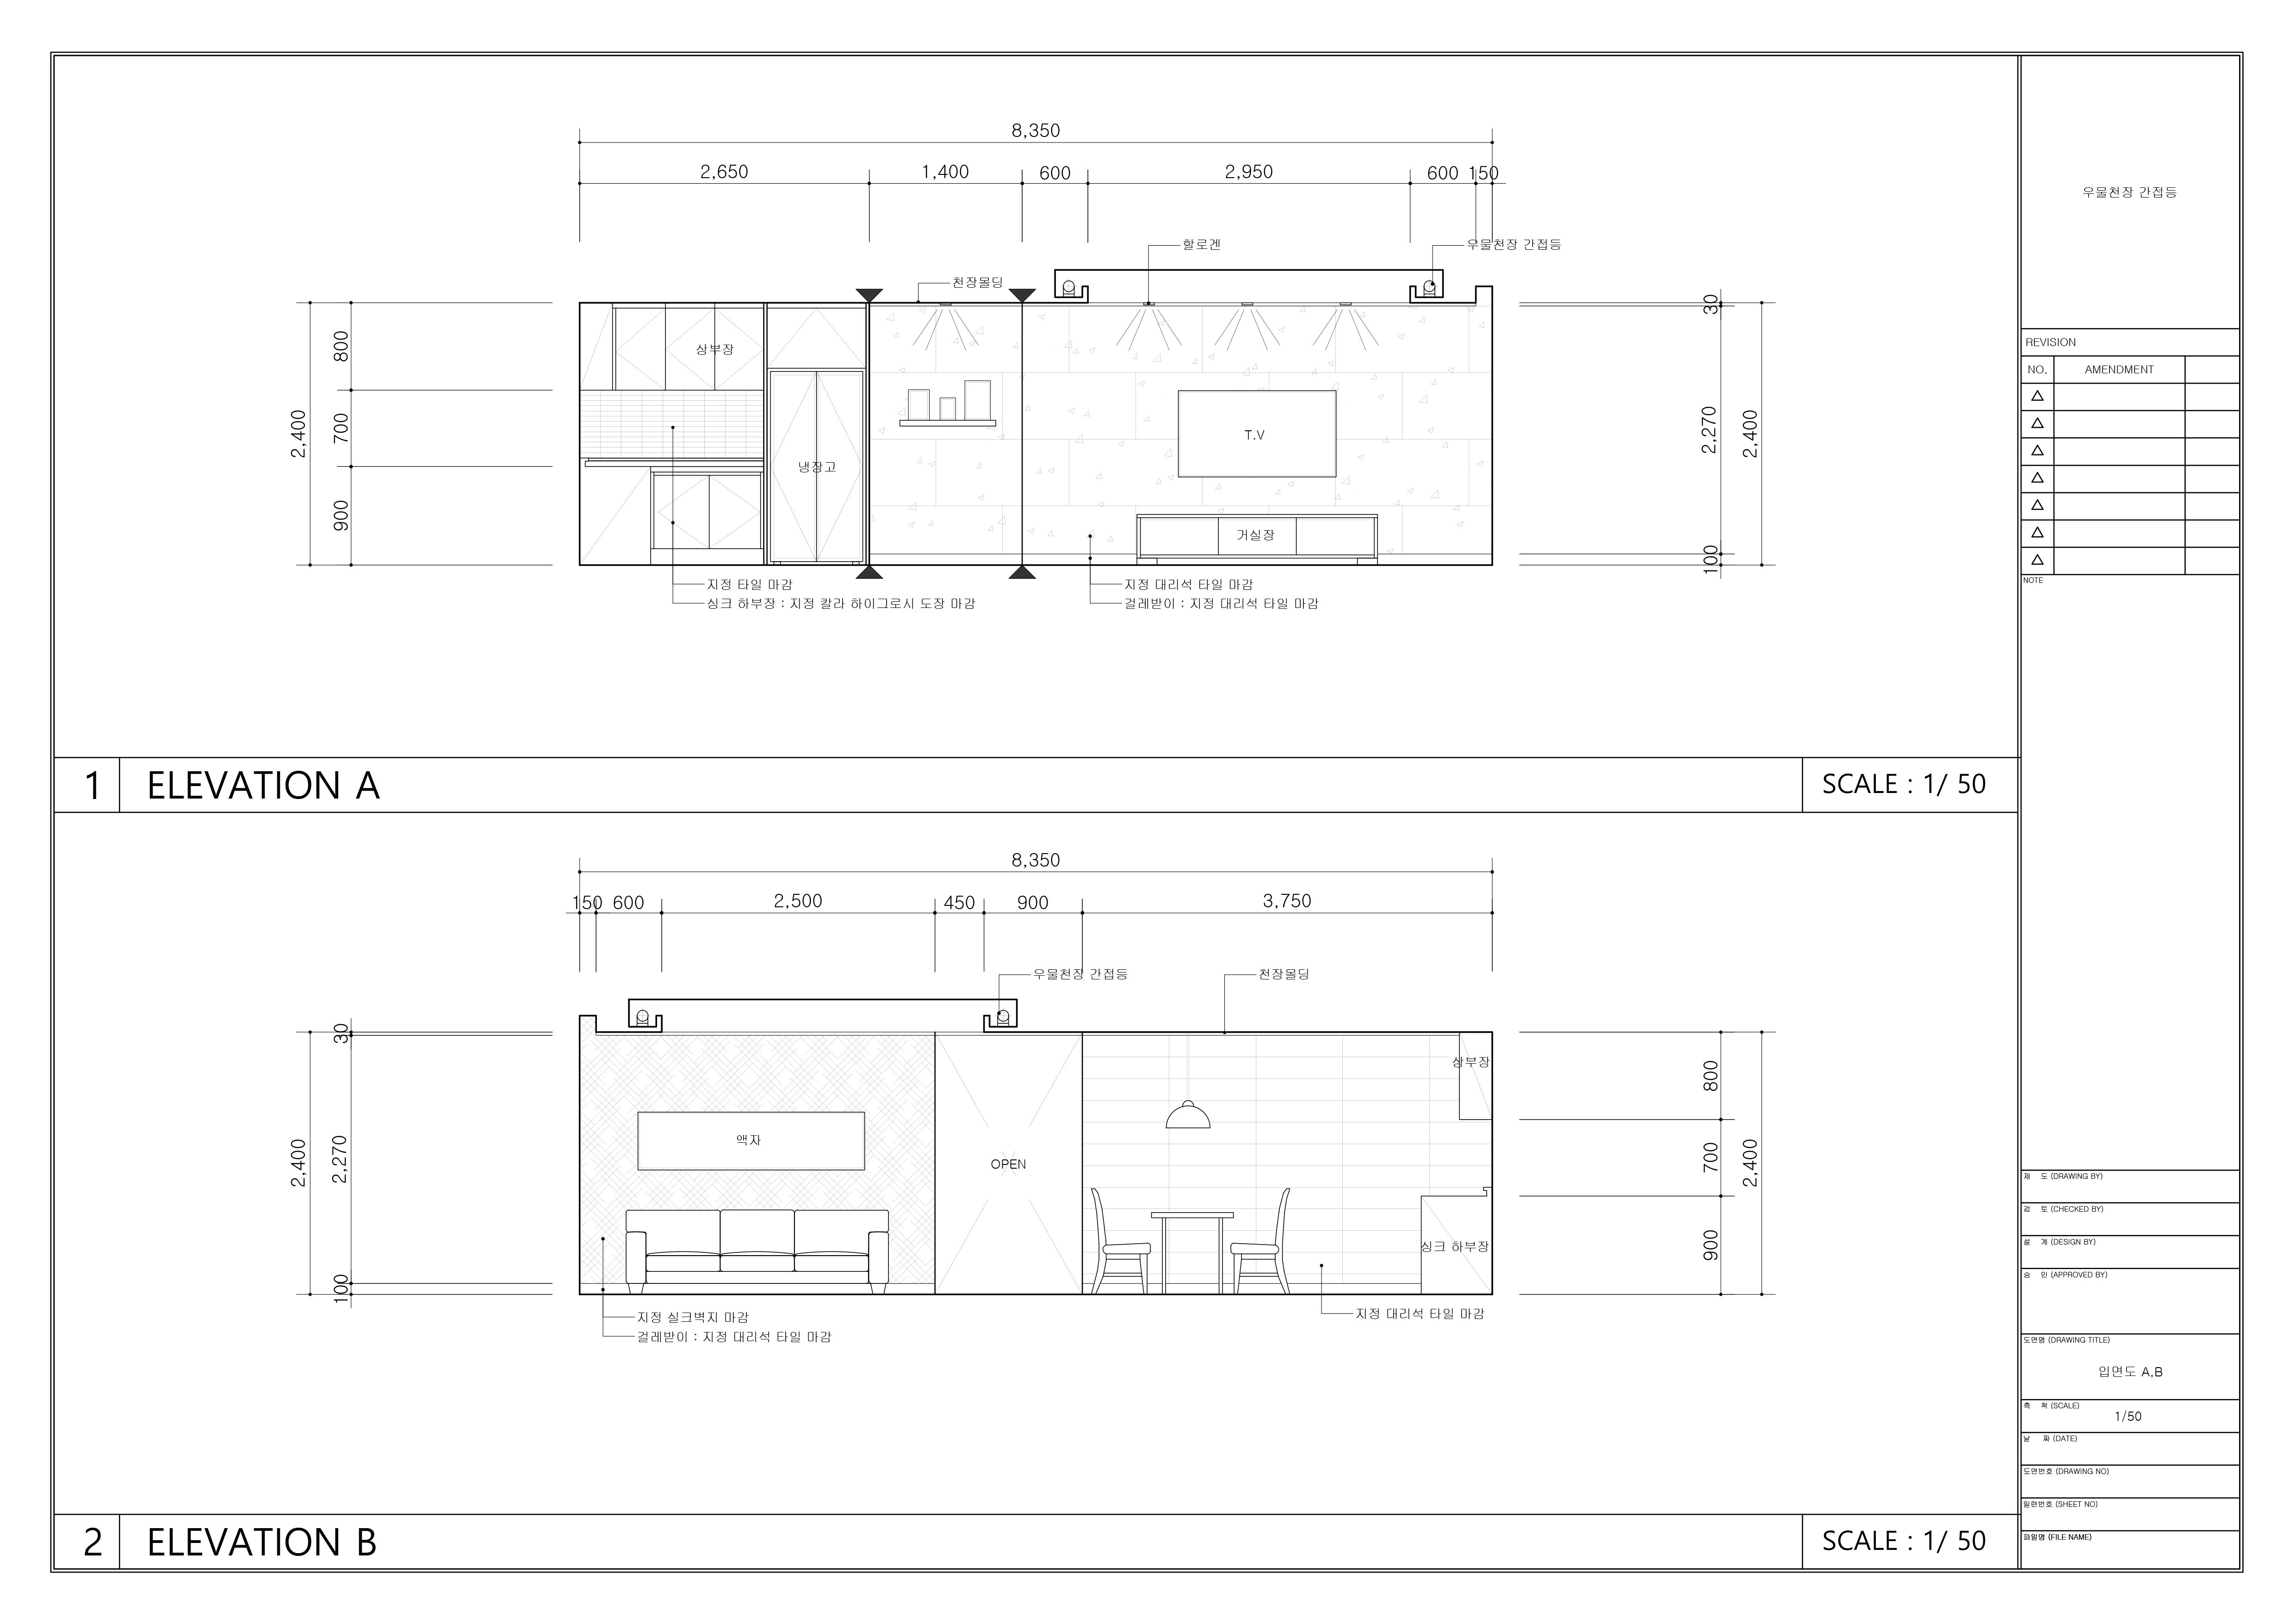 8,350
2,650
1,400
600
2,950
600
150
할로겐
우물천장 간접등
천장몰딩
2,400
800
700
900
상부장
냉장고
T.V
거실장
30
2,270
100
2,400
지정 타일 마감
싱크 하부장 : 지정 칼라 하이그로시 도장 마감
지정 대리석 타일 마감
걸레받이 : 지정 대리석 타일 마감
1 ELEVATION A
SCALE : 1/ 50
8,350
150
600
2,500
450
900
3,750
우물천장 간접등
천장몰딩
2,400
30
2,270
100
액자
OPEN
상부장
싱크 하부장
800
700
900
2,400
지정 실크벽지 마감
걸레받이 : 지정 대리석 타일 마감
지정 대리석 타일 마감
2 ELEVATION B
SCALE : 1/ 50
우물천장 간접등
REVISION
NO. AMENDMENT
NOTE
제 도 (DRAWING BY)
검 토 (CHECKED BY)
설 계 (DESIGN BY)
승 인 (APPROVED BY)
도면명 (DRAWING TITLE)
입면도 A,B
축 척 (SCALE)
1/50
날 짜 (DATE)
도면번호 (DRAWING NO)
일련번호 (SHEET NO)
파일명 (FILE NAME)